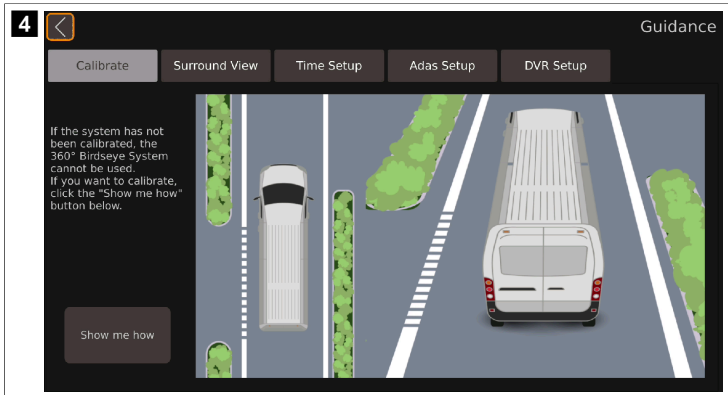 4
Guidance
Calibrate
Surround View
Time Setup
Adas Setup
DVR Setup
If the system has not
been calibrated, the
360° Birdseye System
cannot be used.
If you want to calibrate,
click the "Show me how"
button below.
Show me how